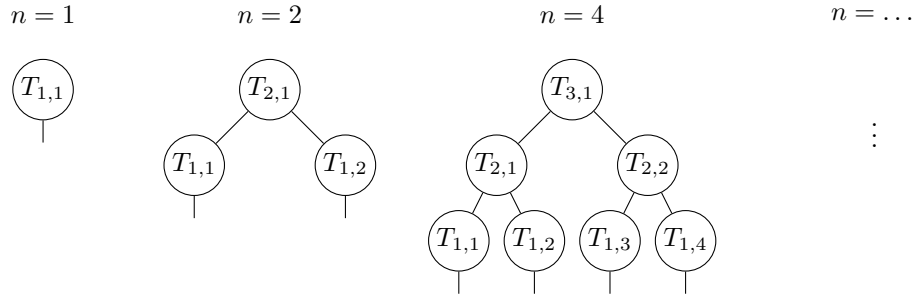 n = 1 n = 2 n = 4 n = …
T_{1,1} T_{2,1} T_{3,1}
T_{1,1} T_{1,2} T_{2,1} T_{2,2} ⋮
T_{1,1} T_{1,2} T_{1,3} T_{1,4}